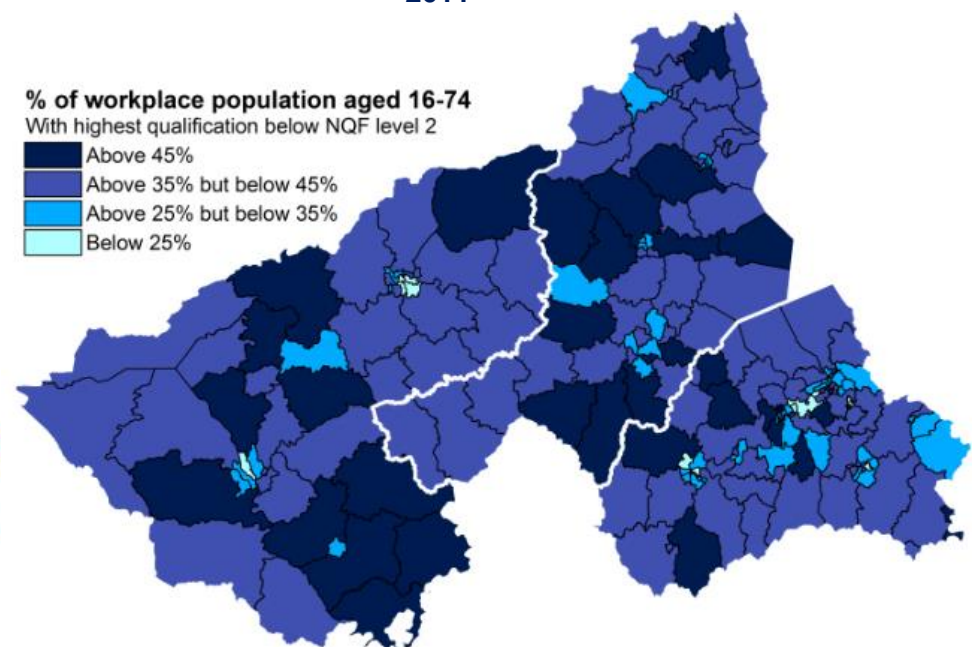 % of workplace population aged 16-74
With highest qualification below NQF level 2
Above 45%
Above 35% but below 45%
Above 25% but below 35%
Below 25%